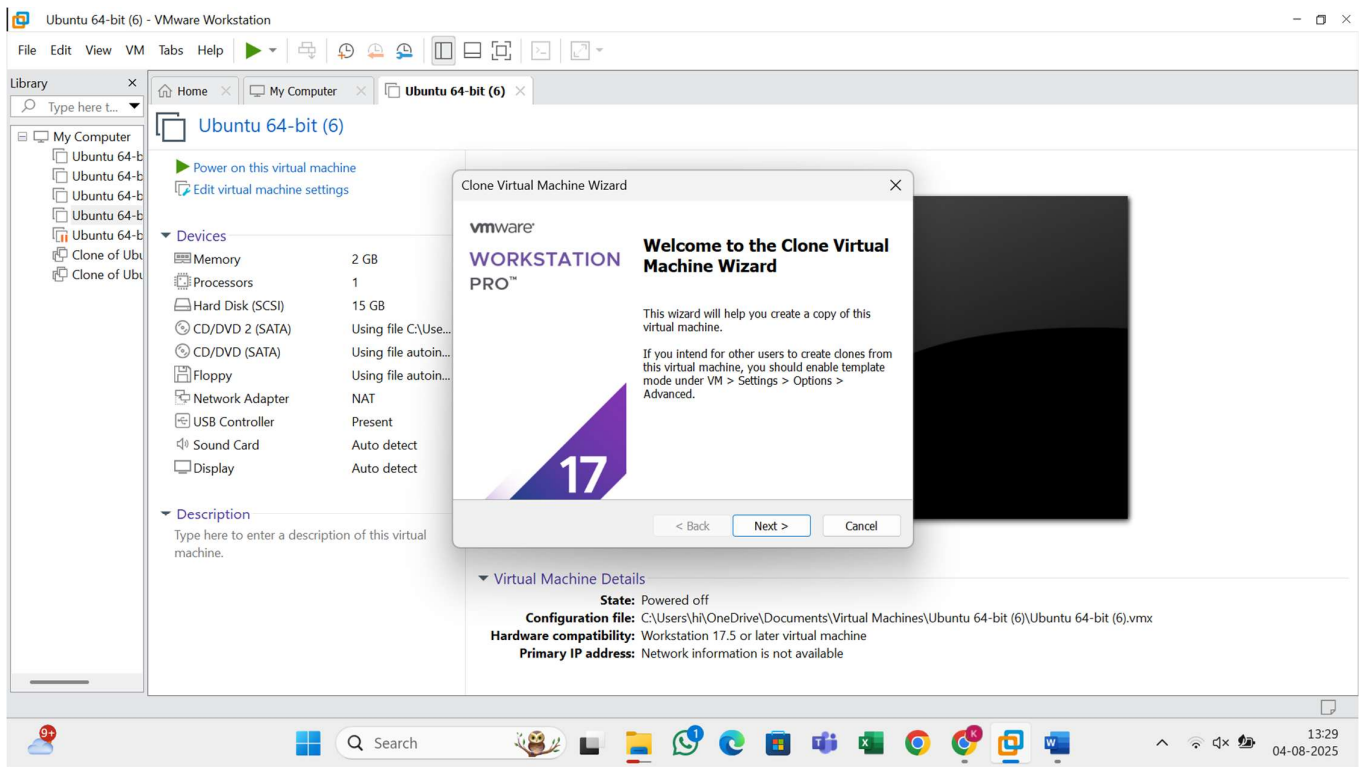 Ubuntu 64-bit (6) - VMware Workstation
File Edit View VM Tabs Help
Library
Type here t...
Home
My Computer
Ubuntu 64-bit (6)
My Computer
Ubuntu 64-b
Ubuntu 64-b
Ubuntu 64-b
Ubuntu 64-b
Ubuntu 64-b
Clone of Ubu
Clone of Ubu
Ubuntu 64-bit (6)
Power on this virtual machine
Edit virtual machine settings
Devices
Memory 2 GB
Processors 1
Hard Disk (SCSI) 15 GB
CD/DVD 2 (SATA) Using file C:\Use...
CD/DVD (SATA) Using file autoin...
Floppy Using file autoin...
Network Adapter NAT
USB Controller Present
Sound Card Auto detect
Display Auto detect
Description
Type here to enter a description of this virtual
machine.
Clone Virtual Machine Wizard
vmware
WORKSTATION
PRO™
17
Welcome to the Clone Virtual
Machine Wizard
This wizard will help you create a copy of this
virtual machine.
If you intend for other users to create clones from
this virtual machine, you should enable template
mode under VM > Settings > Options >
Advanced.
< Back Next > Cancel
Virtual Machine Details
State: Powered off
Configuration file: C:\Users\hi\OneDrive\Documents\Virtual Machines\Ubuntu 64-bit (6)\Ubuntu 64-bit (6).vmx
Hardware compatibility: Workstation 17.5 or later virtual machine
Primary IP address: Network information is not available
9+
Search
1
K
13:29
04-08-2025